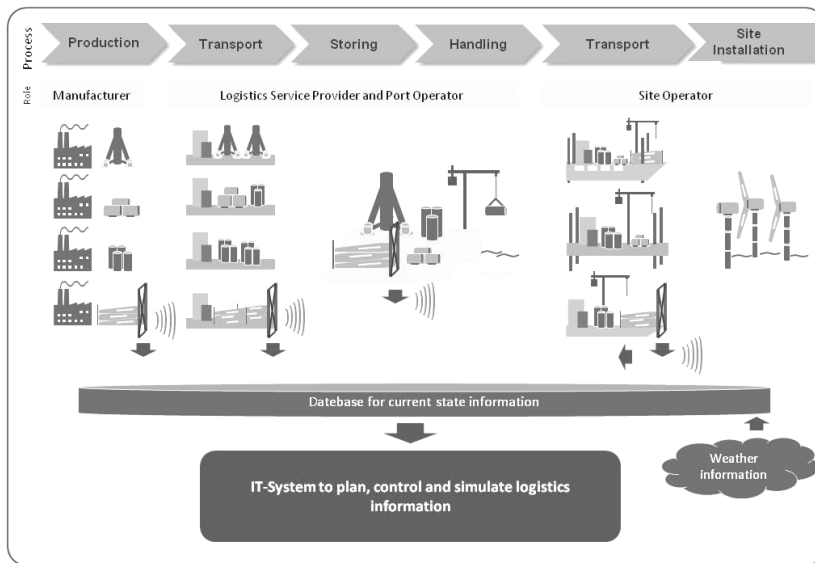 Process
Production
Transport
Storing
Handling
Transport
Site
Installation
Role
Manufacturer
Logistics Service Provider and Port Operator
Site Operator
Datebase for current state information
Weather
information
IT-System to plan, control and simulate logistics
information